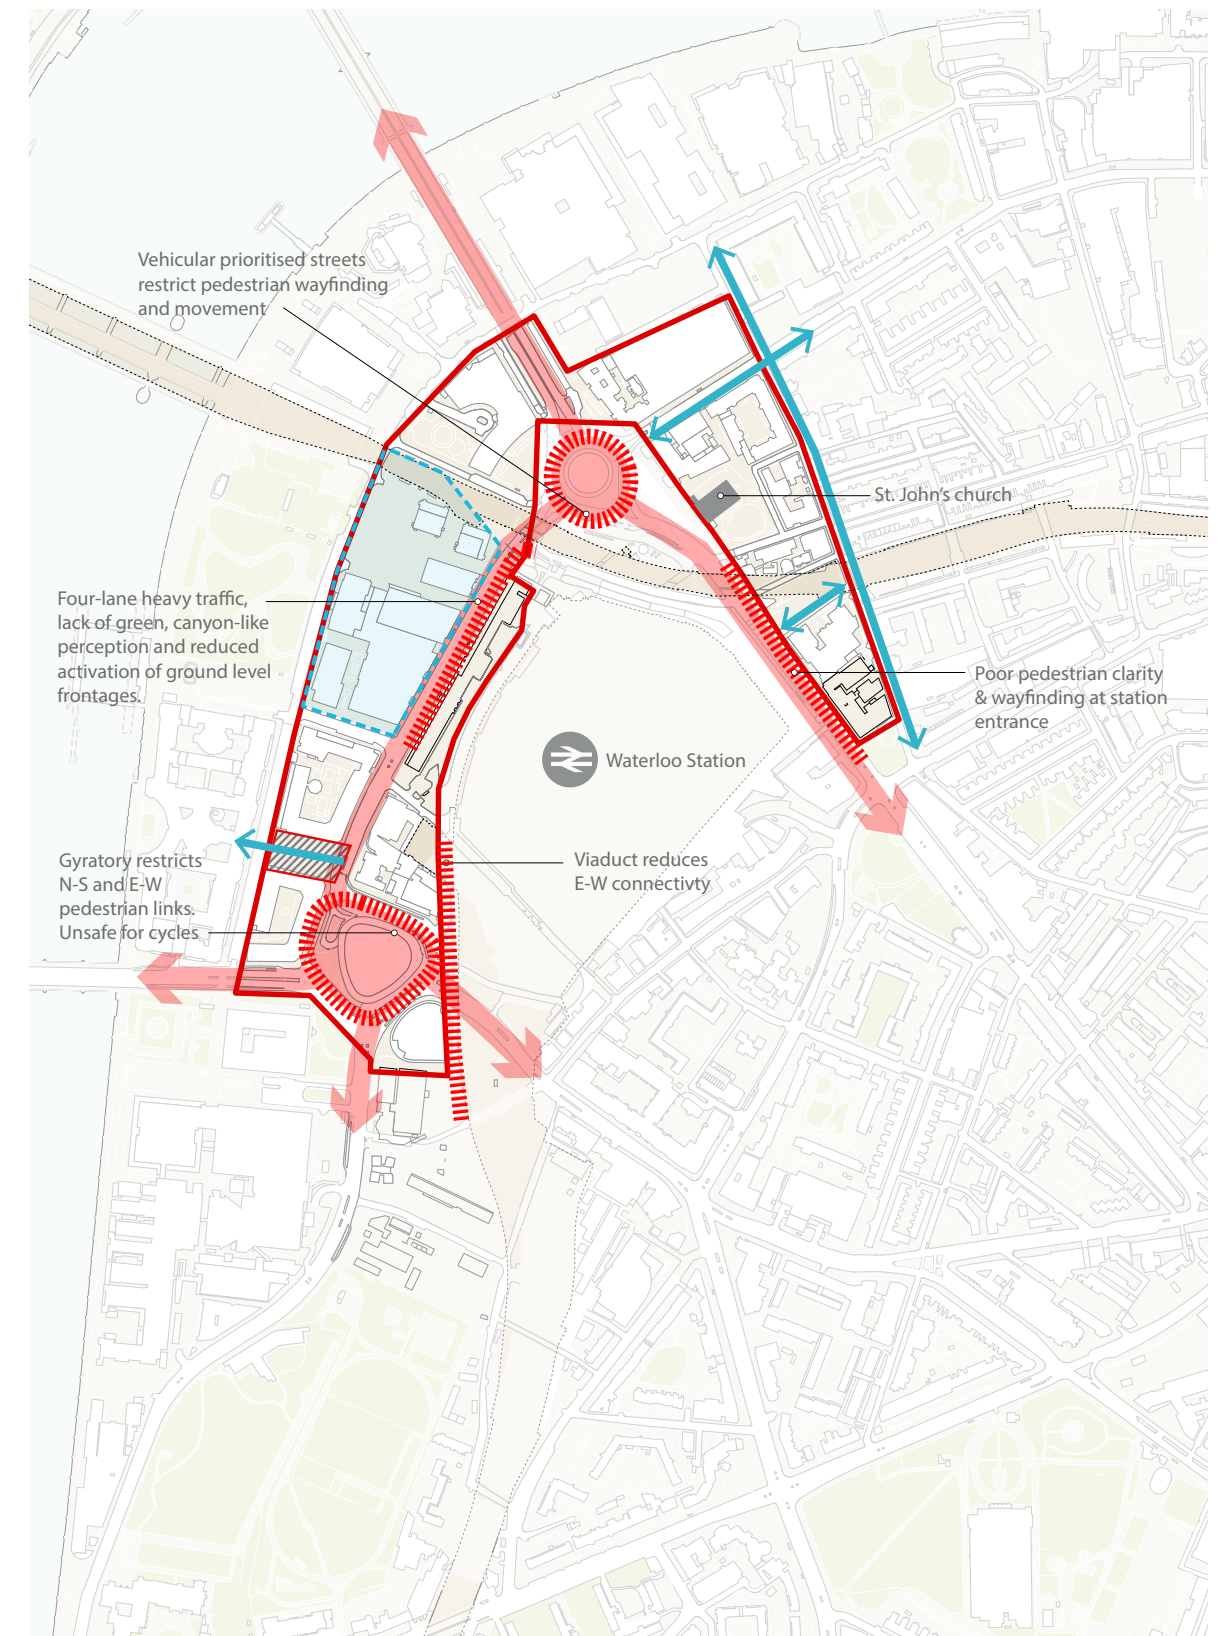 Vehicular prioritised streets
restrict pedestrian wayfinding
and movement
St. John's church
Four-lane heavy traffic,
lack of green, canyon-like
perception and reduced
activation of ground level
frontages.
Poor pedestrian clarity
& wayfinding at station
entrance
Waterloo Station
Gyratory restricts
N-S and E-W
pedestrian links.
Unsafe for cycles
Viaduct reduces
E-W connectivty